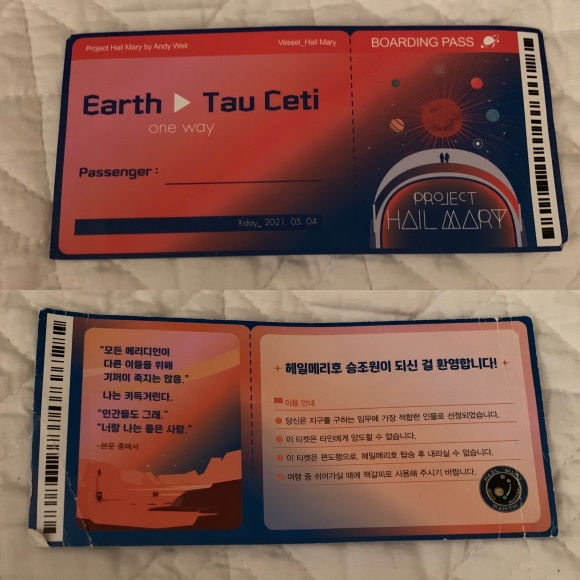 Project Hail Mary by Andy Weir
Vessel_Hail Mary
Earth ▶ Tau Ceti
one way
Passenger :
X-day_ 2021. 05. 04
BOARDING PASS
PROJECT
HAIL MARY
"모든 에리디언이
다른 이들을 위해
기꺼이 죽지는 않음."
나는 키득거린다.
"인간들도 그래."
"너랑 나는 좋은 사람."
-본문 중에서
헤일메리호 승조원이 되신 걸 환영합니다!
이용 안내
당신은 지구를 구하는 임무에 가장 적합한 인물로 선정되었습니다.
이 티켓은 타인에게 양도할 수 없습니다.
이 티켓은 편도행으로, 헤일메리호 탑승 후 내리실 수 없습니다.
여행 중 쉬어가실 때에 책갈피로 사용해 주시기 바랍니다.
HAIL MARY
EARTH